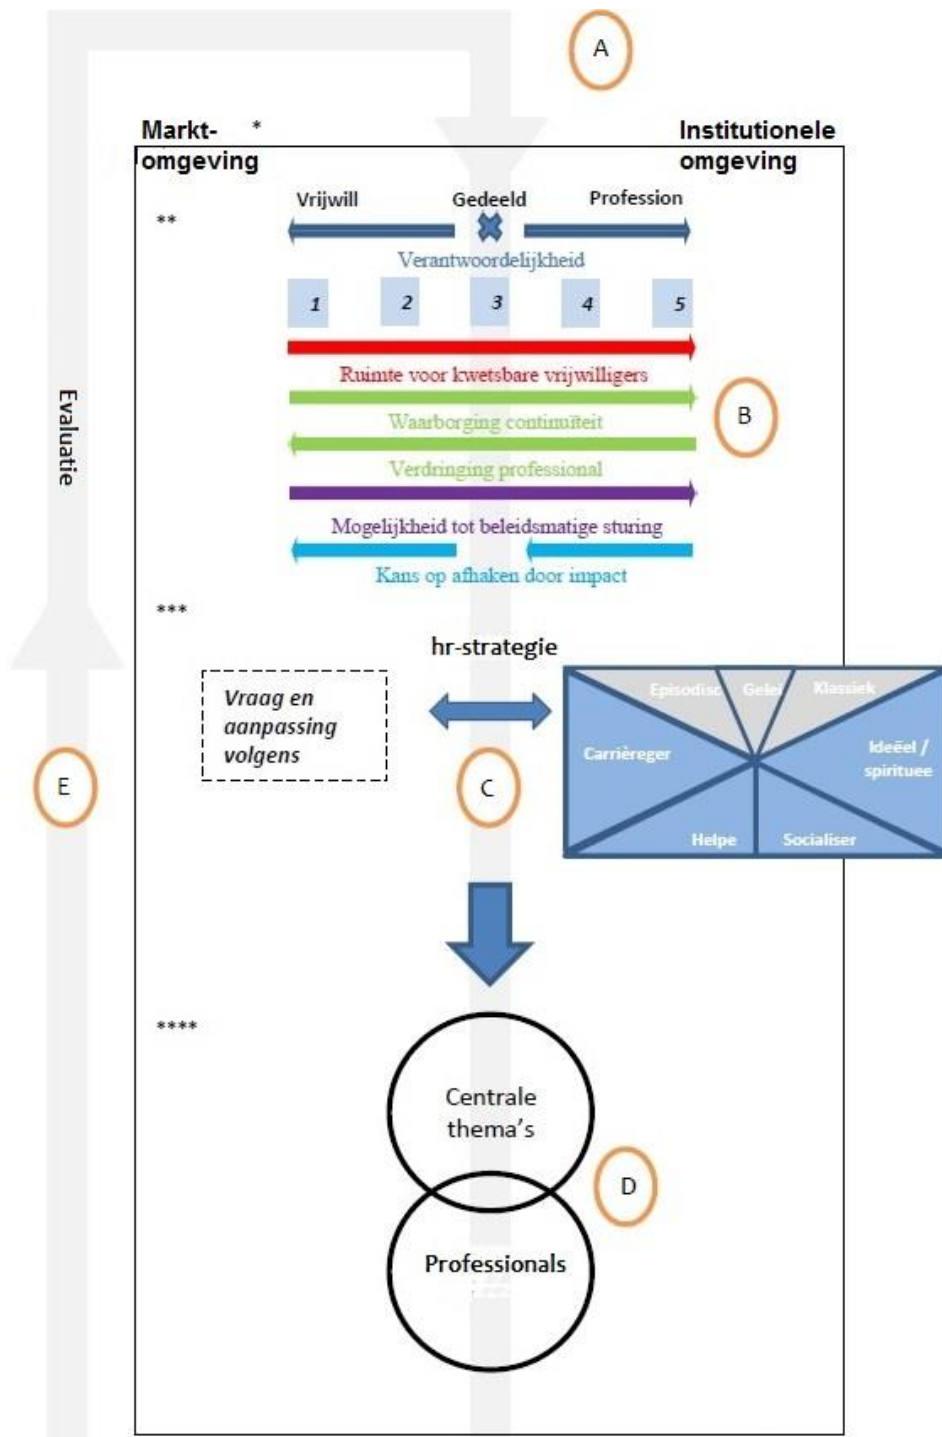 A
Markt-
omgeving
*
Institutionele
omgeving
**
Vrijwill
Gedeeld
Profession
Verantwoordelijkheid
1
2
3
4
5
Ruimte voor kwetsbare vrijwilligers
Waarborging continuïteit
B
Verdringing professional
Mogelijkheid tot beleidsmatige sturing
Kans op afhaken door impact
Evaluatie
***
hr-strategie
Vraag en
aanpassing
volgens
Episodisc
Gelei
Klassiek
Carrièreger
Ideëel /
spirituee
Helpe
Socialiser
E
C
****
Centrale
thema's
D
Professionals